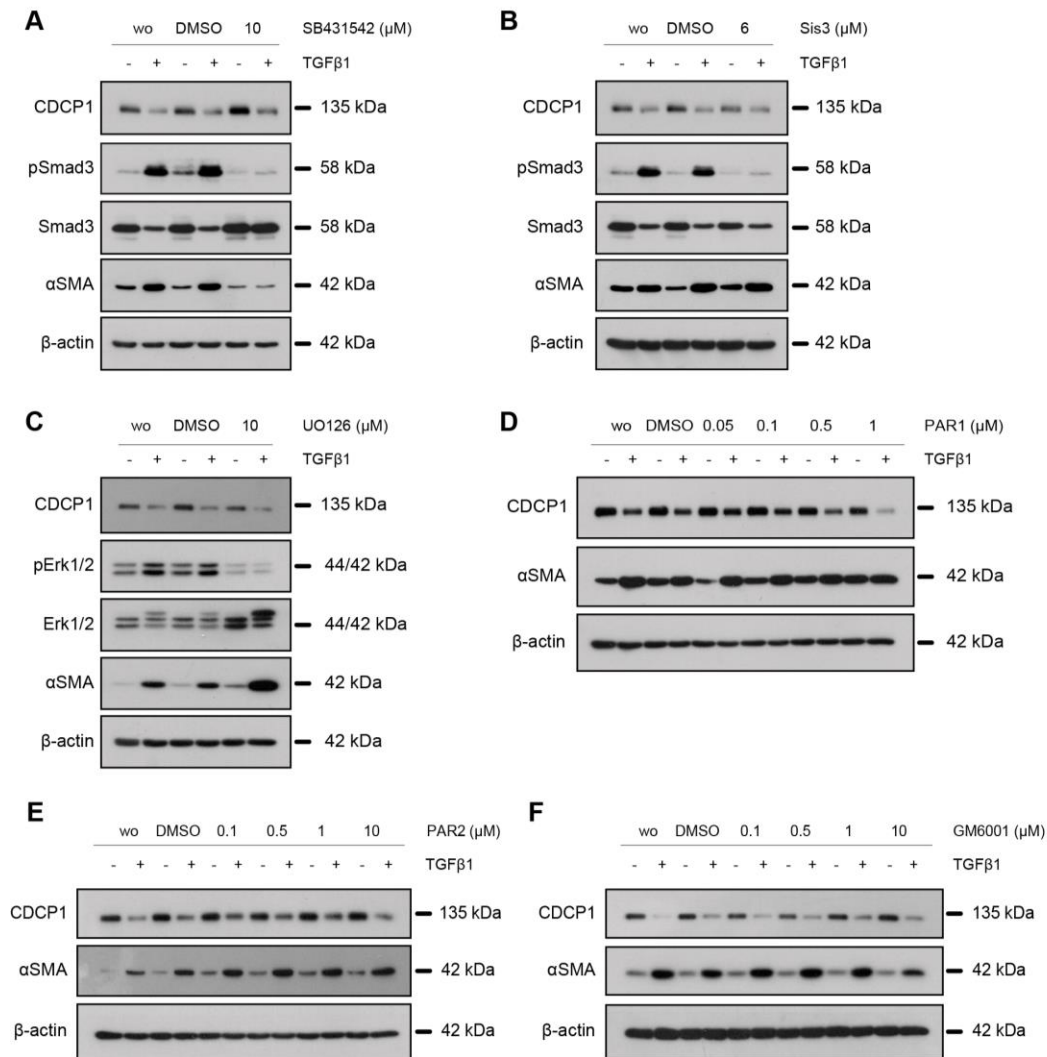 A
wo DMSO 10 SB431542 (µM)
- + - + - + TGFβ1
CDCP1 135 kDa
pSmad3 58 kDa
Smad3 58 kDa
αSMA 42 kDa
β-actin 42 kDa
B
wo DMSO 6 Sis3 (µM)
- + - + - + TGFβ1
CDCP1 135 kDa
pSmad3 58 kDa
Smad3 58 kDa
αSMA 42 kDa
β-actin 42 kDa
C
wo DMSO 10 UO126 (µM)
- + - + - + TGFβ1
CDCP1 135 kDa
pErk1/2 44/42 kDa
Erk1/2 44/42 kDa
αSMA 42 kDa
β-actin 42 kDa
D
wo DMSO 0.05 0.1 0.5 1 PAR1 (µM)
- + - + - + - + - + - + TGFβ1
CDCP1 135 kDa
αSMA 42 kDa
β-actin 42 kDa
E
wo DMSO 0.1 0.5 1 10 PAR2 (µM)
- + - + - + - + - + - + TGFβ1
CDCP1 135 kDa
αSMA 42 kDa
β-actin 42 kDa
F
wo DMSO 0.1 0.5 1 10 GM6001 (µM)
- + - + - + - + - + - + TGFβ1
CDCP1 135 kDa
αSMA 42 kDa
β-actin 42 kDa